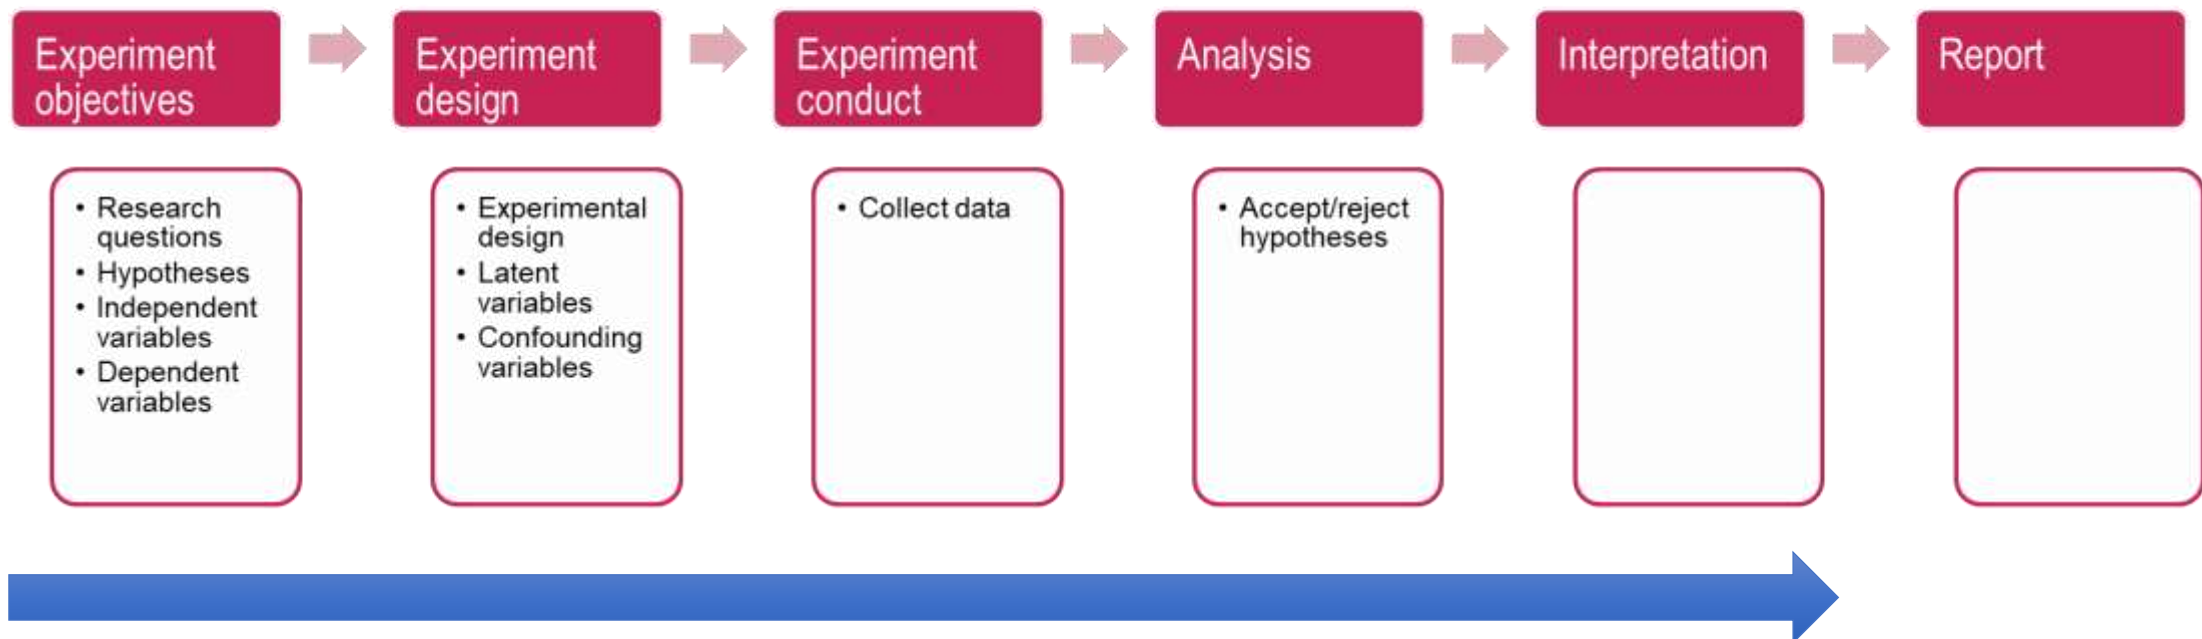 Experiment
objectives
Experiment
design
Experiment
conduct
Analysis
Interpretation
Report
• Research
questions
• Hypotheses
• Independent
variables
• Dependent
variables
• Experimental
design
• Latent
variables
• Confounding
variables
• Collect data
• Accept/reject
hypotheses